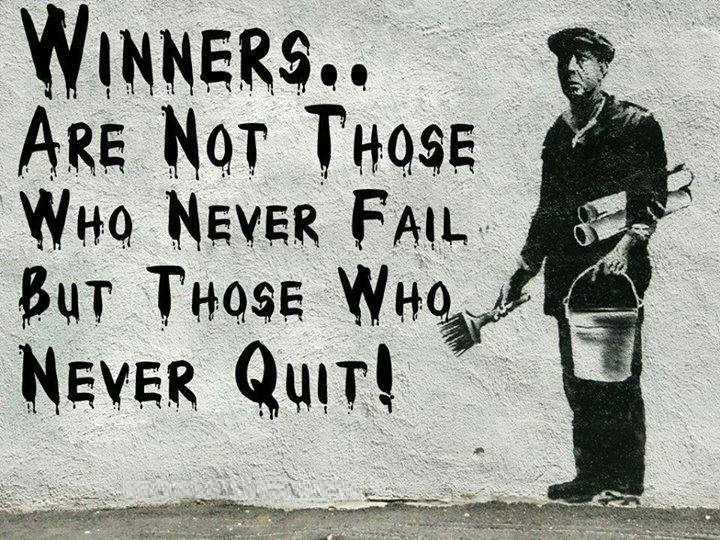 Winners..
Are Not Those
Who Never Fail
But Those Who
Never Quit!